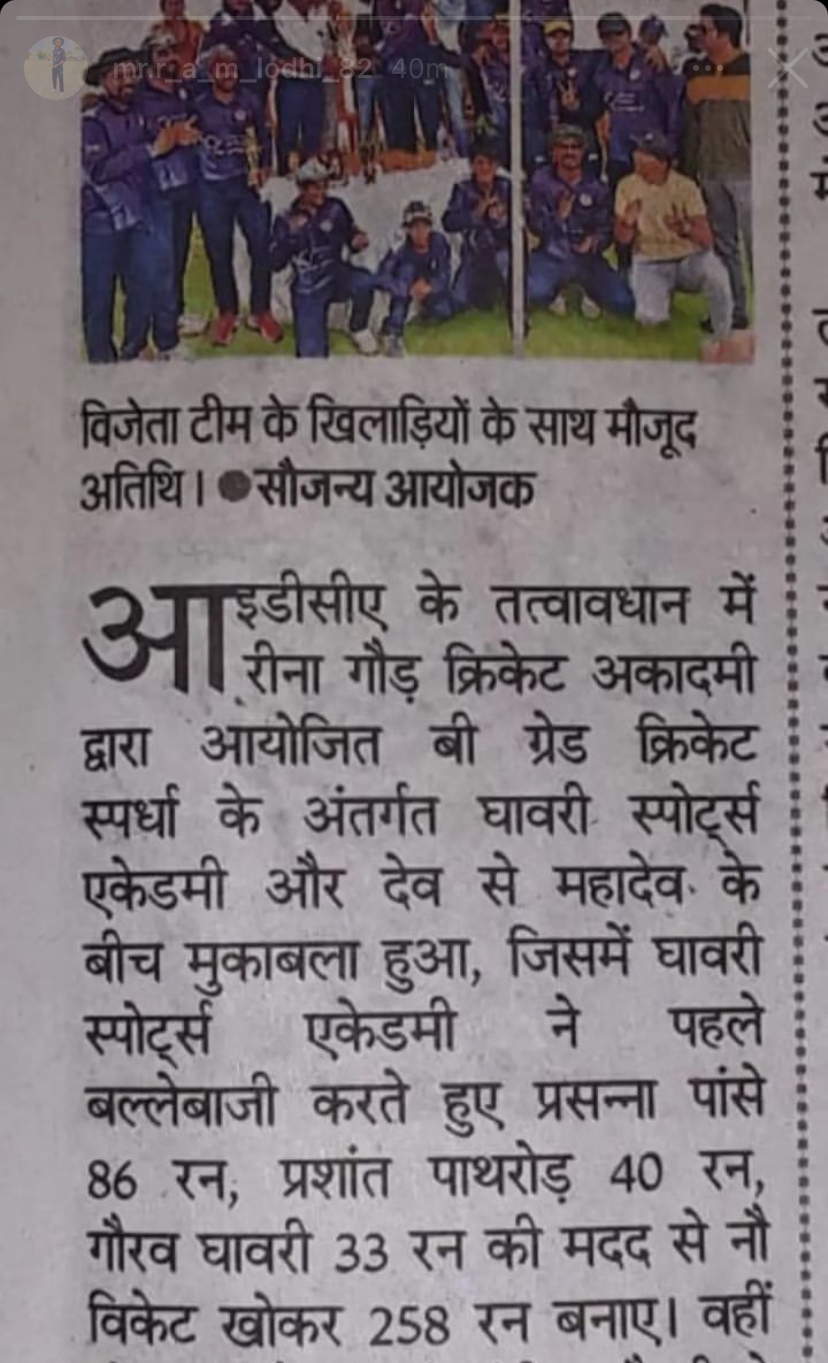 mr.r_a_m_lodhi_82 40m
विजेता टीम के खिलाड़ियों के साथ मौजूद
अतिथि। ●सौजन्य आयोजक
आइडीसीए के तत्वावधान में
रीना गौड़ क्रिकेट अकादमी
द्वारा आयोजित बी ग्रेड क्रिकेट
स्पर्धा के अंतर्गत घावरी स्पोर्ट्स
एकेडमी और देव से महादेव के
बीच मुकाबला हुआ, जिसमें घावरी
स्पोर्ट्स एकेडमी ने पहले
बल्लेबाजी करते हुए प्रसन्ना पांसे
86 रन, प्रशांत पाथरोड़ 40 रन,
गौरव घावरी 33 रन की मदद से नौ
विकेट खोकर 258 रन बनाए। वहीं